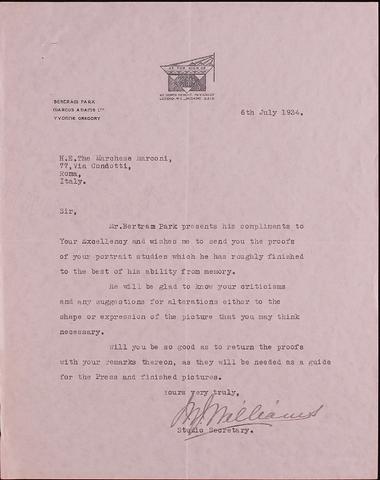 BERTRAM PARK
MARCUS ADAMS LTD.
YVONNE GREGORY
AT THE SIGN OF
6th July 1934.
H.E.The Marchese Marconi,
77,Via Condotti,
Roma,
Italy.
Sir,
Mr.Bertram Park presents his compliments to
Your Excellency and wishes me to send you the proofs
of your portrait studies which he has roughly finished
to the best of his ability from memory.
He will be glad to know your criticisms
and any suggestions for alterations either to the
shape or expression of the picture that you may think
necessary.
Will you be so good as to return the proofs
with your remarks thereon, as they will be needed as a guide
for the Press and finished pictures.
Yours very truly,
Williams
Studio Secretary.